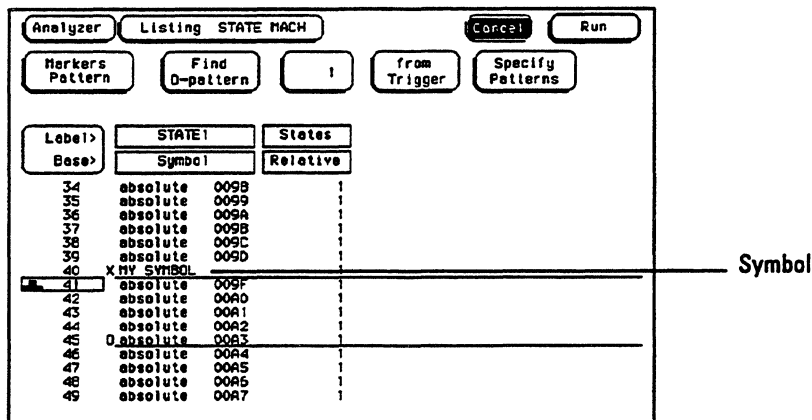 Analyzer Listing STATE MACH Cancel Run
Markers Pattern Find O-pattern 1 from Trigger Specify Patterns
Label> STATE1 States
Base> Symbol Relative
34 absolute 0098 1
35 absolute 0099 1
36 absolute 009A 1
37 absolute 009B 1
38 absolute 009C 1
39 absolute 009D 1
40 X MY SYMBOL Symbol
41 absolute 009F 1
42 absolute 00A0 1
43 absolute 00A1 1
44 absolute 00A2 1
45 O absolute 00A3 1
46 absolute 00A4 1
47 absolute 00A5 1
48 absolute 00A6 1
49 absolute 00A7 1